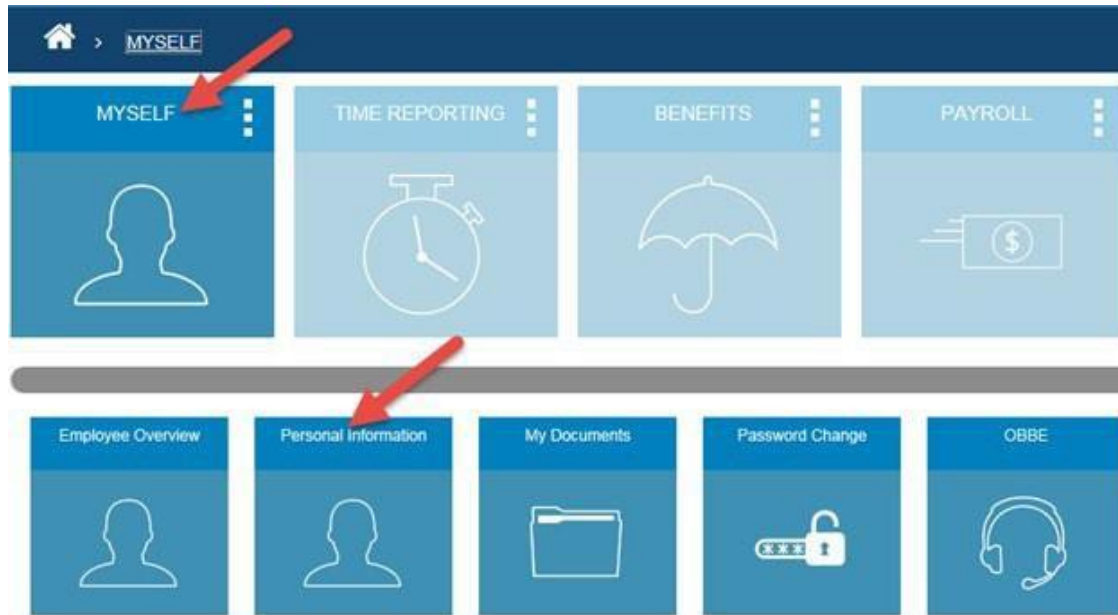 > MYSELF
MYSELF
TIME REPORTING
BENEFITS
PAYROLL
$
Employee Overview
Personal Information
My Documents
Password Change
OBBE
****